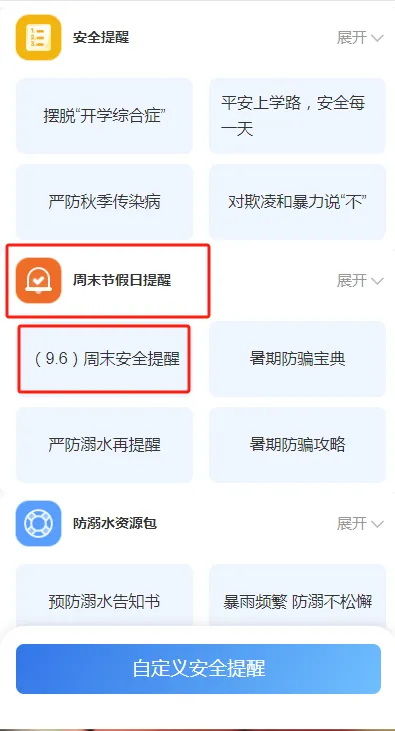 安全提醒 展开
摆脱“开学综合症”
平安上学路，安全每
一天
严防秋季传染病
对欺凌和暴力说“不”
周末节假日提醒 展开
（9.6）周末安全提醒
暑期防骗宝典
严防溺水再提醒
暑期防骗攻略
防溺水资源包 展开
预防溺水告知书
暴雨频繁 防溺不松懈
自定义安全提醒